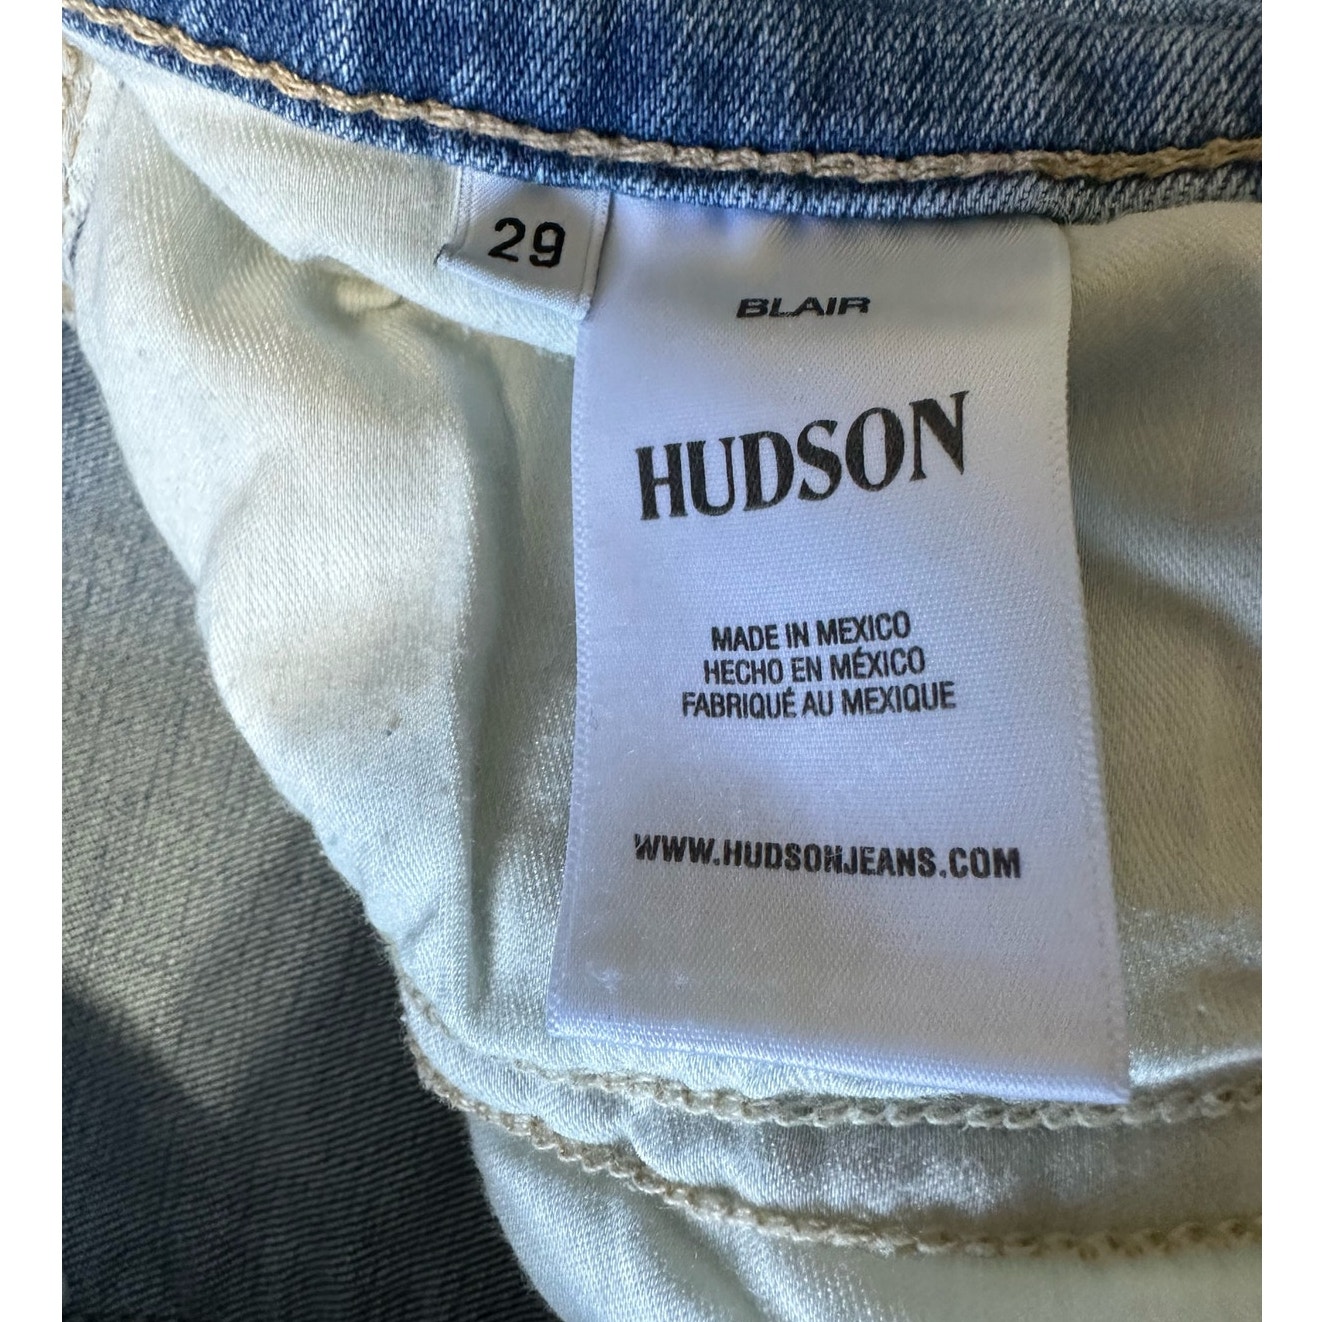 29
BLAIR
HUDSON
MADE IN MEXICO
HECHO EN MÉXICO
FABRIQUÉ AU MEXIQUE
WWW.HUDSONJEANS.COM